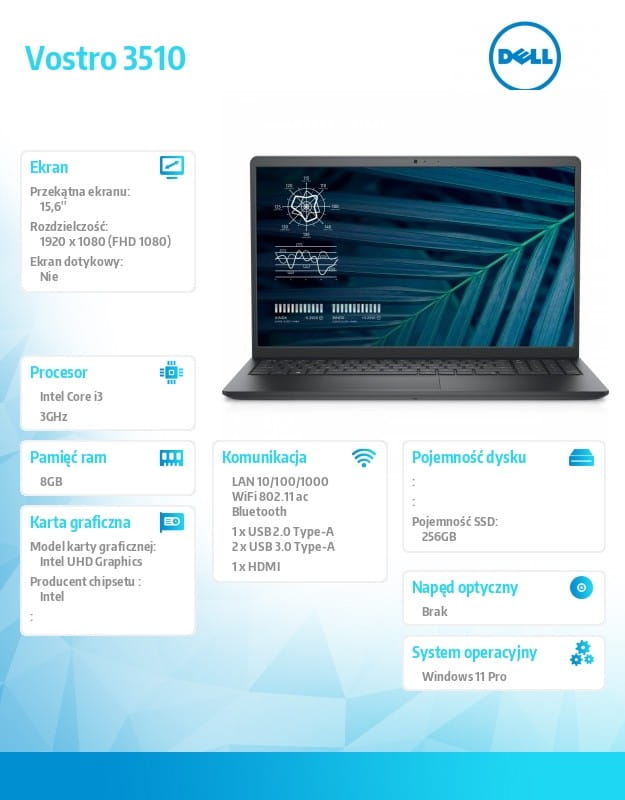 Vostro 3510
DELL
Ekran
Przekątna ekranu:
15,6"
Rozdzielczość:
1920 x 1080 (FHD 1080)
Ekran dotykowy:
Nie
Procesor
Intel Core i3
3GHz
Pamięć ram
8GB
Karta graficzna
Model karty graficznej:
Intel UHD Graphics
Producent chipsetu :
Intel
:
Komunikacja
LAN 10/100/1000
WiFi 802.11 ac
Bluetooth
1 x USB 2.0 Type-A
2 x USB 3.0 Type-A
1 x HDMI
Pojemność dysku
:
:
Pojemność SSD:
256GB
Napęd optyczny
Brak
System operacyjny
Windows 11 Pro